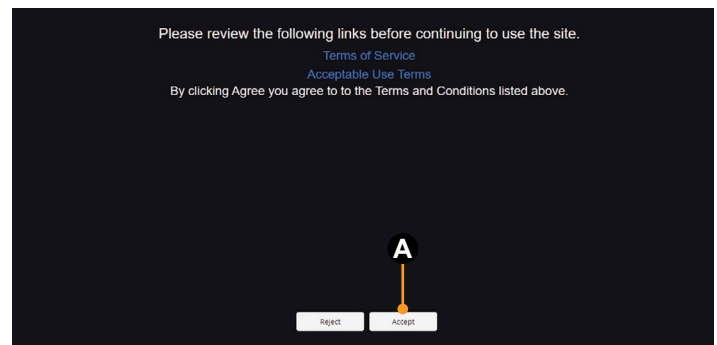 Please review the following links before continuing to use the site.
Terms of Service
Acceptable Use Terms
By clicking Agree you agree to to the Terms and Conditions listed above.
A
Reject Accept